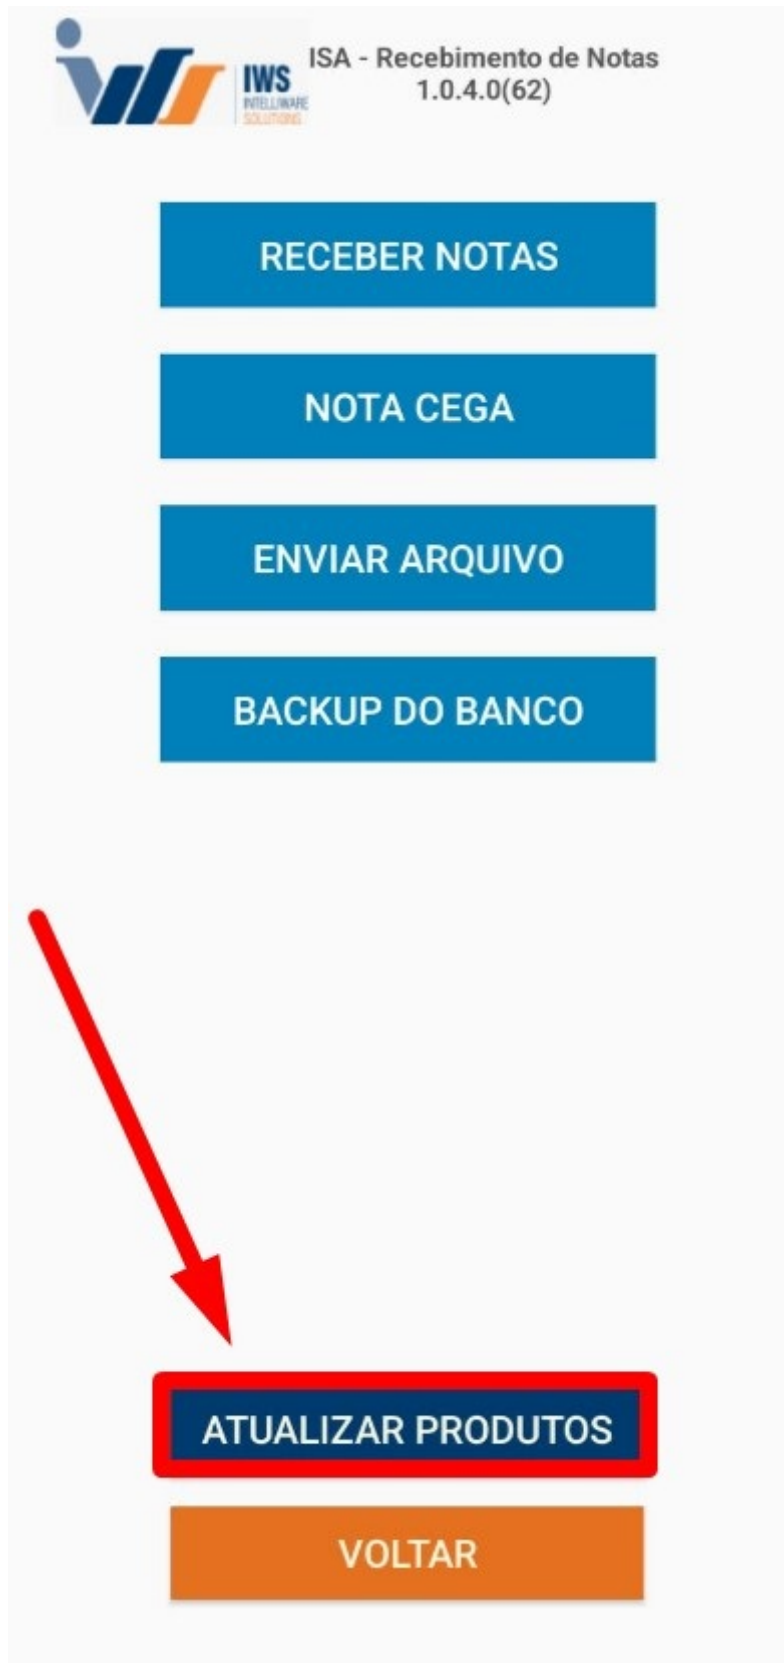 IWS
INTELLIWARE
SOLUTIONS
ISA - Recebimento de Notas
1.0.4.0(62)
RECEBER NOTAS
NOTA CEGA
ENVIAR ARQUIVO
BACKUP DO BANCO
ATUALIZAR PRODUTOS
VOLTAR